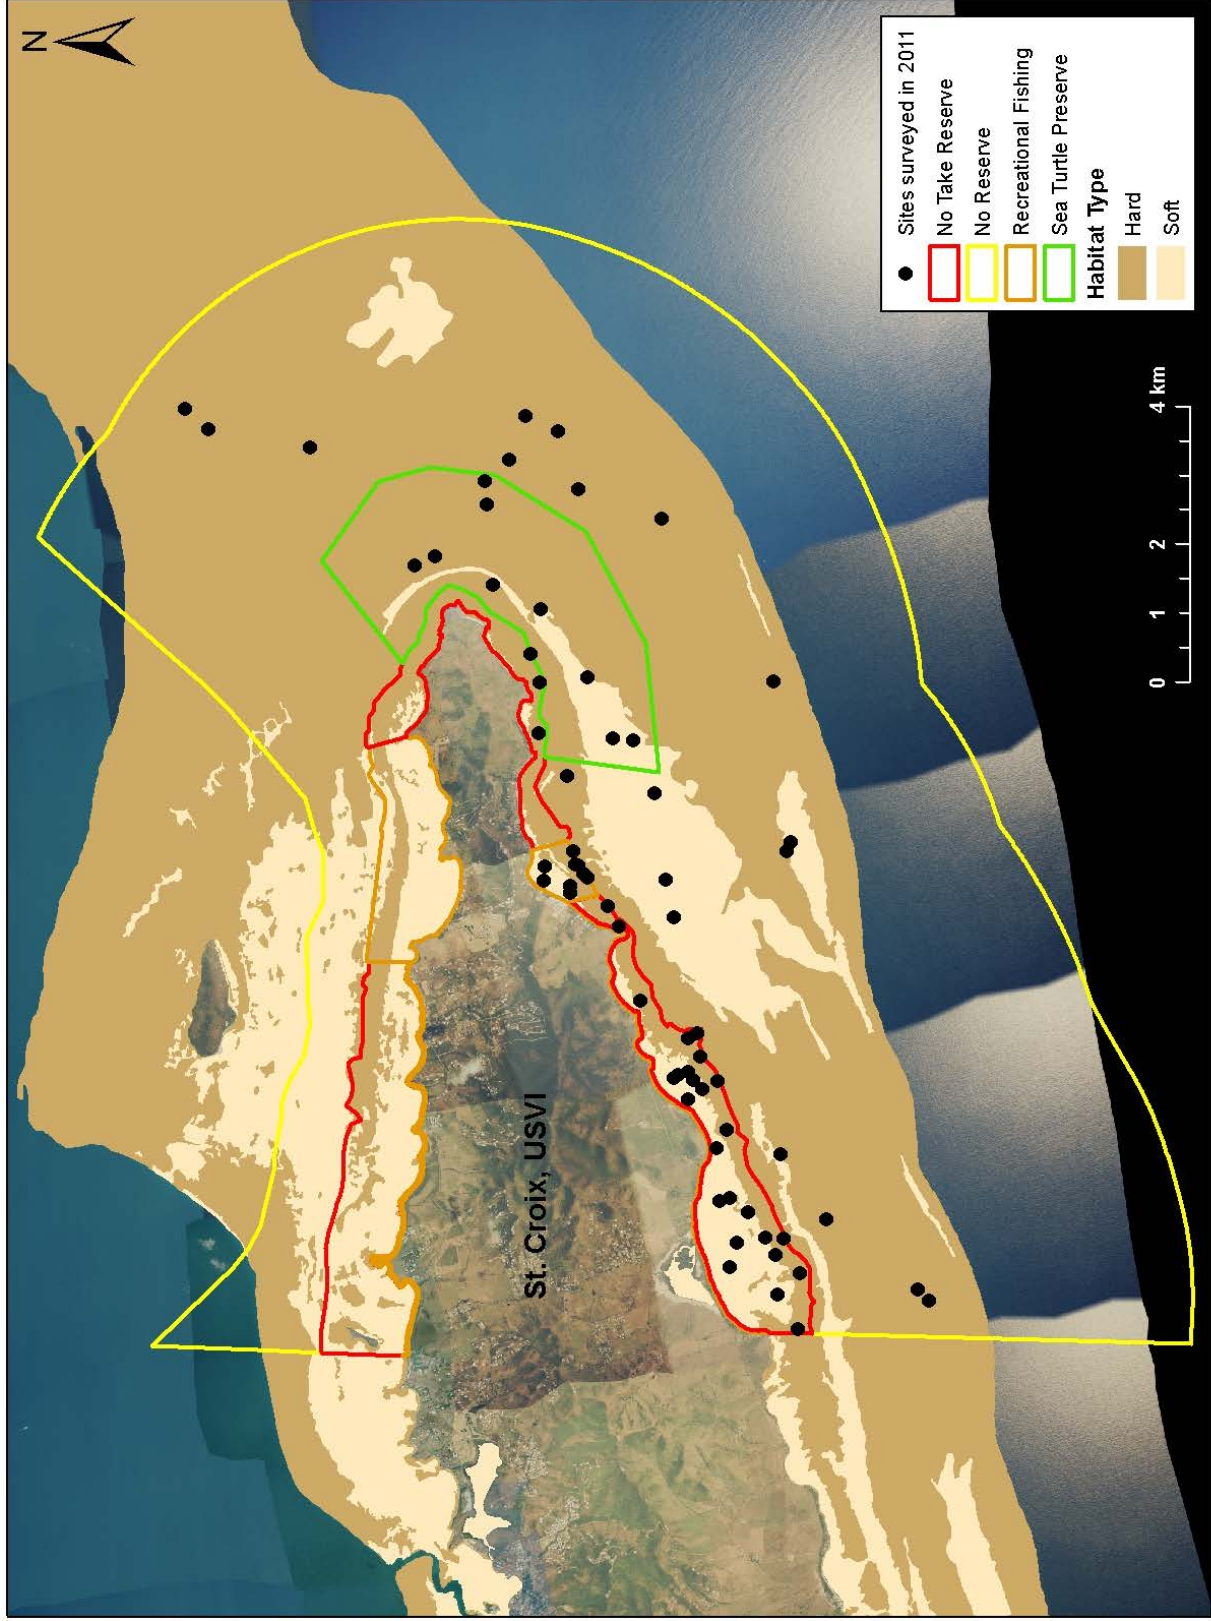 N
St. Croix, USVI
Sites surveyed in 2011
No Take Reserve
No Reserve
Recreational Fishing
Sea Turtle Preserve
Habitat Type
Hard
Soft
0 1 2 4 km